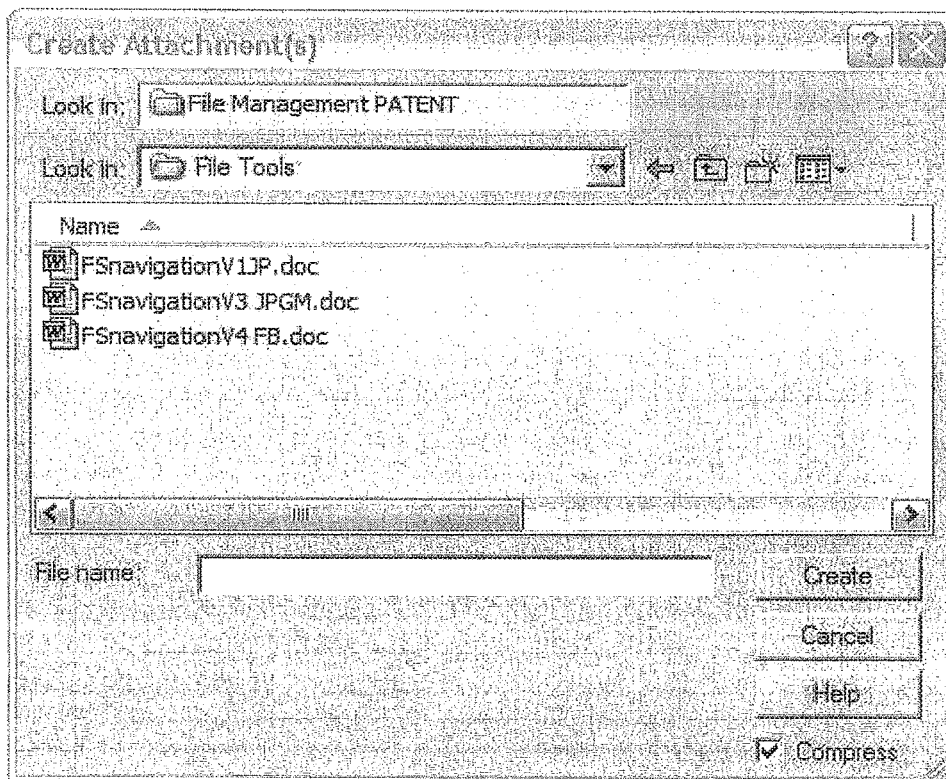 Create Attachment(s)
Look in: File Management PATENT
Look in: File Tools
Name
FSnavigationV1JP.doc
FSnavigationV3 JPGM.doc
FSnavigationV4 FB.doc
File name:
Create
Cancel
Help
Compress